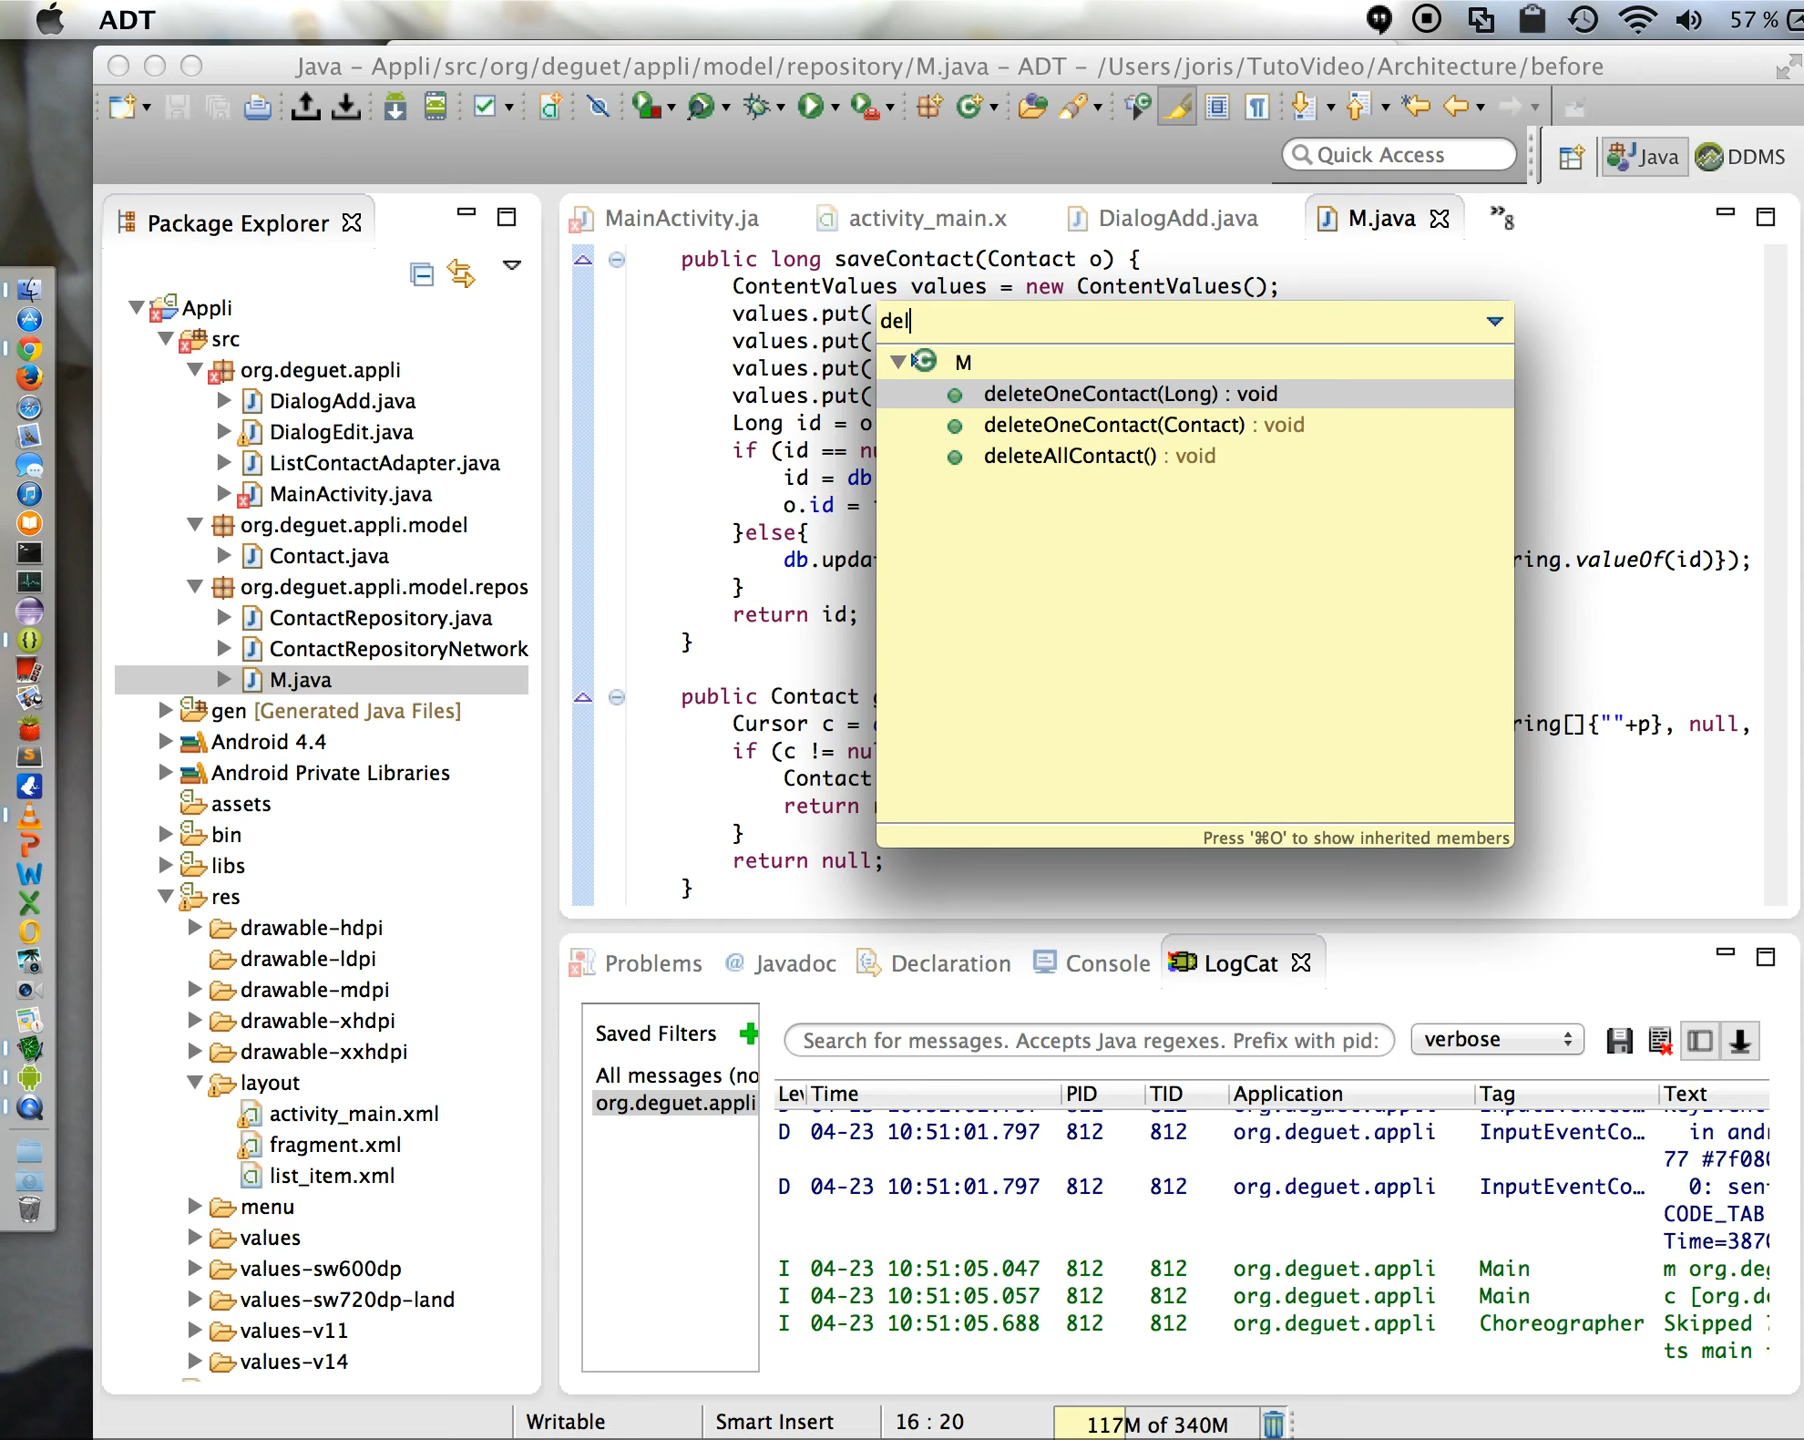 ADT
57 %
Java – Appli/src/org/deguet/appli/model/repository/M.java – ADT – /Users/joris/TutoVideo/Architecture/before
Quick Access
Java
DDMS
Package Explorer
Appli
src
org.deguet.appli
DialogAdd.java
DialogEdit.java
ListContactAdapter.java
MainActivity.java
org.deguet.appli.model
Contact.java
org.deguet.appli.model.repos
ContactRepository.java
ContactRepositoryNetwork
M.java
gen [Generated Java Files]
Android 4.4
Android Private Libraries
assets
bin
libs
res
drawable-hdpi
drawable-ldpi
drawable-mdpi
drawable-xhdpi
drawable-xxhdpi
layout
activity_main.xml
fragment.xml
list_item.xml
menu
values
values-sw600dp
values-sw720dp-land
values-v11
values-v14
MainActivity.ja
activity_main.x
DialogAdd.java
M.java
»8
public long saveContact(Contact o) {
ContentValues values = new ContentValues();
values.put(
values.put(
values.put(
values.put(
Long id = o
if (id == nu
id = db
o.id =
}else{
db.upda
ring.valueOf(id)});
}
return id;
}
public Contact
Cursor c =
ring[]{""+p}, null,
if (c != nul
Contact
return
}
return null;
}
del
M
deleteOneContact(Long) : void
deleteOneContact(Contact) : void
deleteAllContact() : void
Press '⌘O' to show inherited members
Problems
@ Javadoc
Declaration
Console
LogCat
Saved Filters
All messages (no
org.deguet.appli
Search for messages. Accepts Java regexes. Prefix with pid:
verbose
Lev Time PID TID Application Tag Text
D 04-23 10:51:01.797 812 812 org.deguet.appli InputEventCo… in and
77 #7f080
D 04-23 10:51:01.797 812 812 org.deguet.appli InputEventCo… 0: sen
CODE_TAB
Time=3870
I 04-23 10:51:05.047 812 812 org.deguet.appli Main m org.deg
I 04-23 10:51:05.057 812 812 org.deguet.appli Main c [org.de
I 04-23 10:51:05.688 812 812 org.deguet.appli Choreographer Skipped
ts main
Writable
Smart Insert
16 : 20
117M of 340M